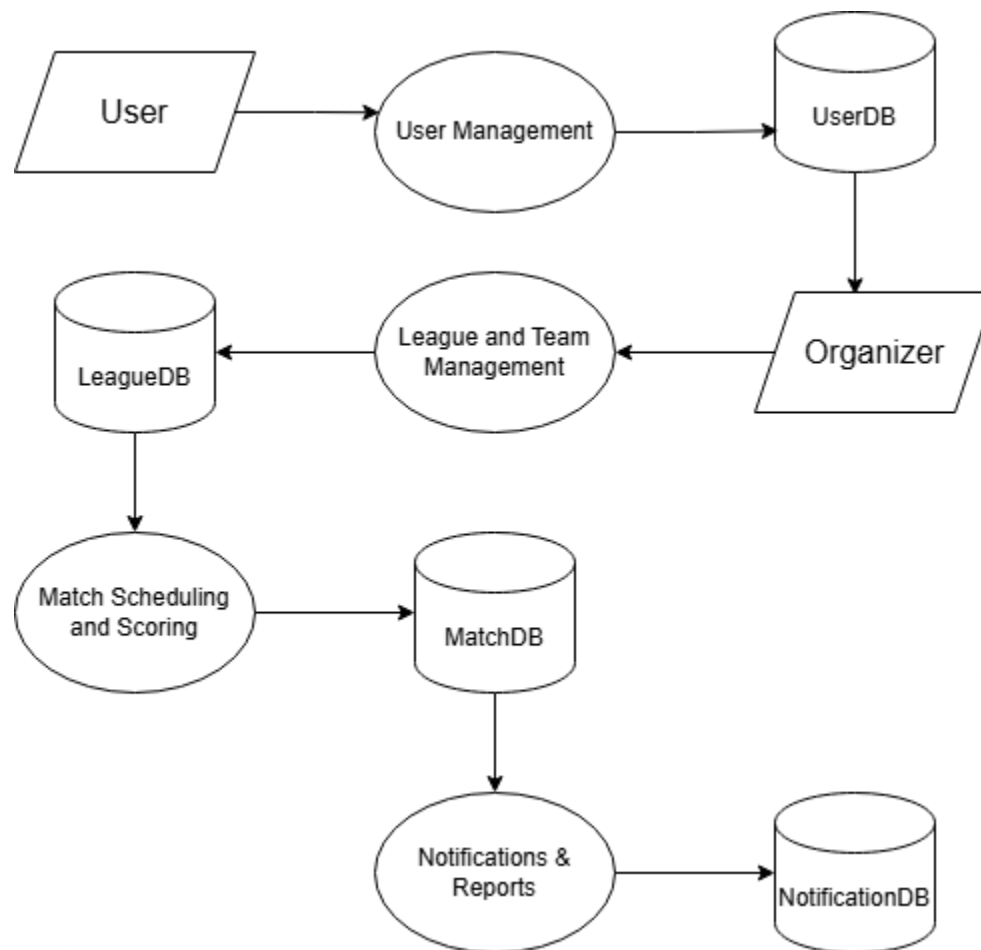 User
User Management
UserDB
LeagueDB
League and Team
Management
Organizer
Match Scheduling
and Scoring
MatchDB
Notifications &
Reports
NotificationDB